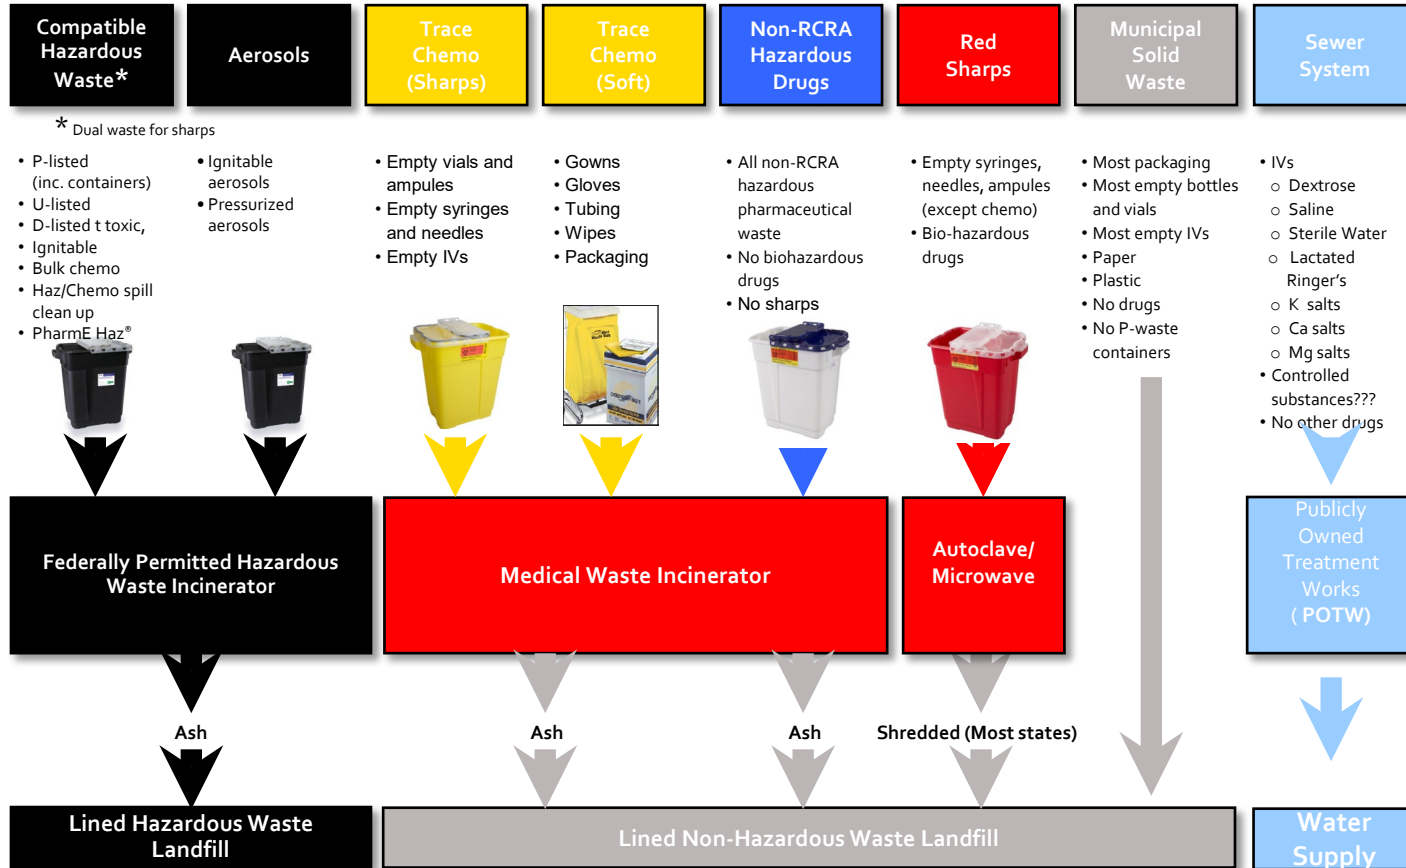 Compatible
Hazardous
Waste*
Aerosols
Trace
Chemo
(Sharps)
Trace
Chemo
(Soft)
Non-RCRA
Hazardous
Drugs
Red
Sharps
Municipal
Solid
Waste
Sewer
System
* Dual waste for sharps
• P-listed
(inc. containers)
• U-listed
• D-listed t toxic,
• Ignitable
• Bulk chemo
• Haz/Chemo spill
clean up
• PharmE Haz®
• Ignitable
aerosols
• Pressurized
aerosols
• Empty vials and
ampules
• Empty syringes
and needles
• Empty IVs
• Gowns
• Gloves
• Tubing
• Wipes
• Packaging
• All non-RCRA
hazardous
pharmaceutical
waste
• No biohazardous
drugs
• No sharps
• Empty syringes,
needles, ampules
(except chemo)
• Bio-hazardous
drugs
• Most packaging
• Most empty bottles
and vials
• Most empty IVs
• Paper
• Plastic
• No drugs
• No P-waste
containers
• IVs
o Dextrose
o Saline
o Sterile Water
o Lactated
Ringer's
o K salts
o Ca salts
o Mg salts
• Controlled
substances???
• No other drugs
Federally Permitted Hazardous
Waste Incinerator
Medical Waste Incinerator
Autoclave/
Microwave
Publicly
Owned
Treatment
Works
( POTW)
Ash
Ash
Ash
Shredded (Most states)
Lined Hazardous Waste
Landfill
Lined Non-Hazardous Waste Landfill
Water
Supply